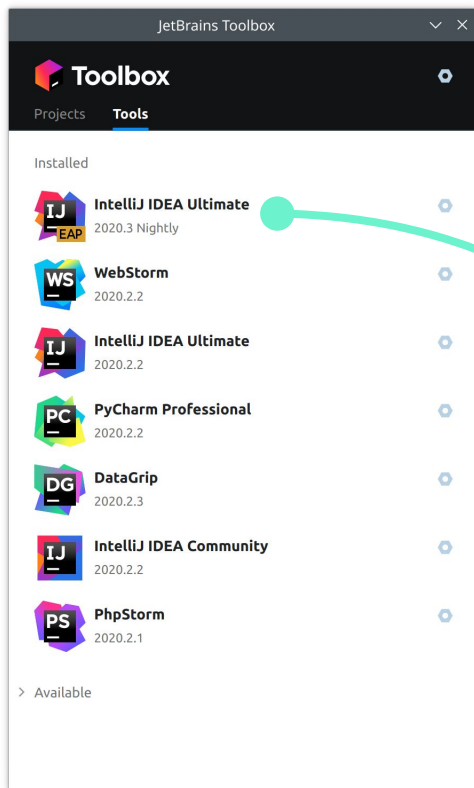 JetBrains Toolbox
Toolbox
Projects Tools
Installed
IJ
EAP
IntelliJ IDEA Ultimate
2020.3 Nightly
WS
WebStorm
2020.2.2
IJ
IntelliJ IDEA Ultimate
2020.2.2
PC
PyCharm Professional
2020.2.2
DG
DataGrip
2020.2.3
IJ
IntelliJ IDEA Community
2020.2.2
PS
PhpStorm
2020.2.1
Available